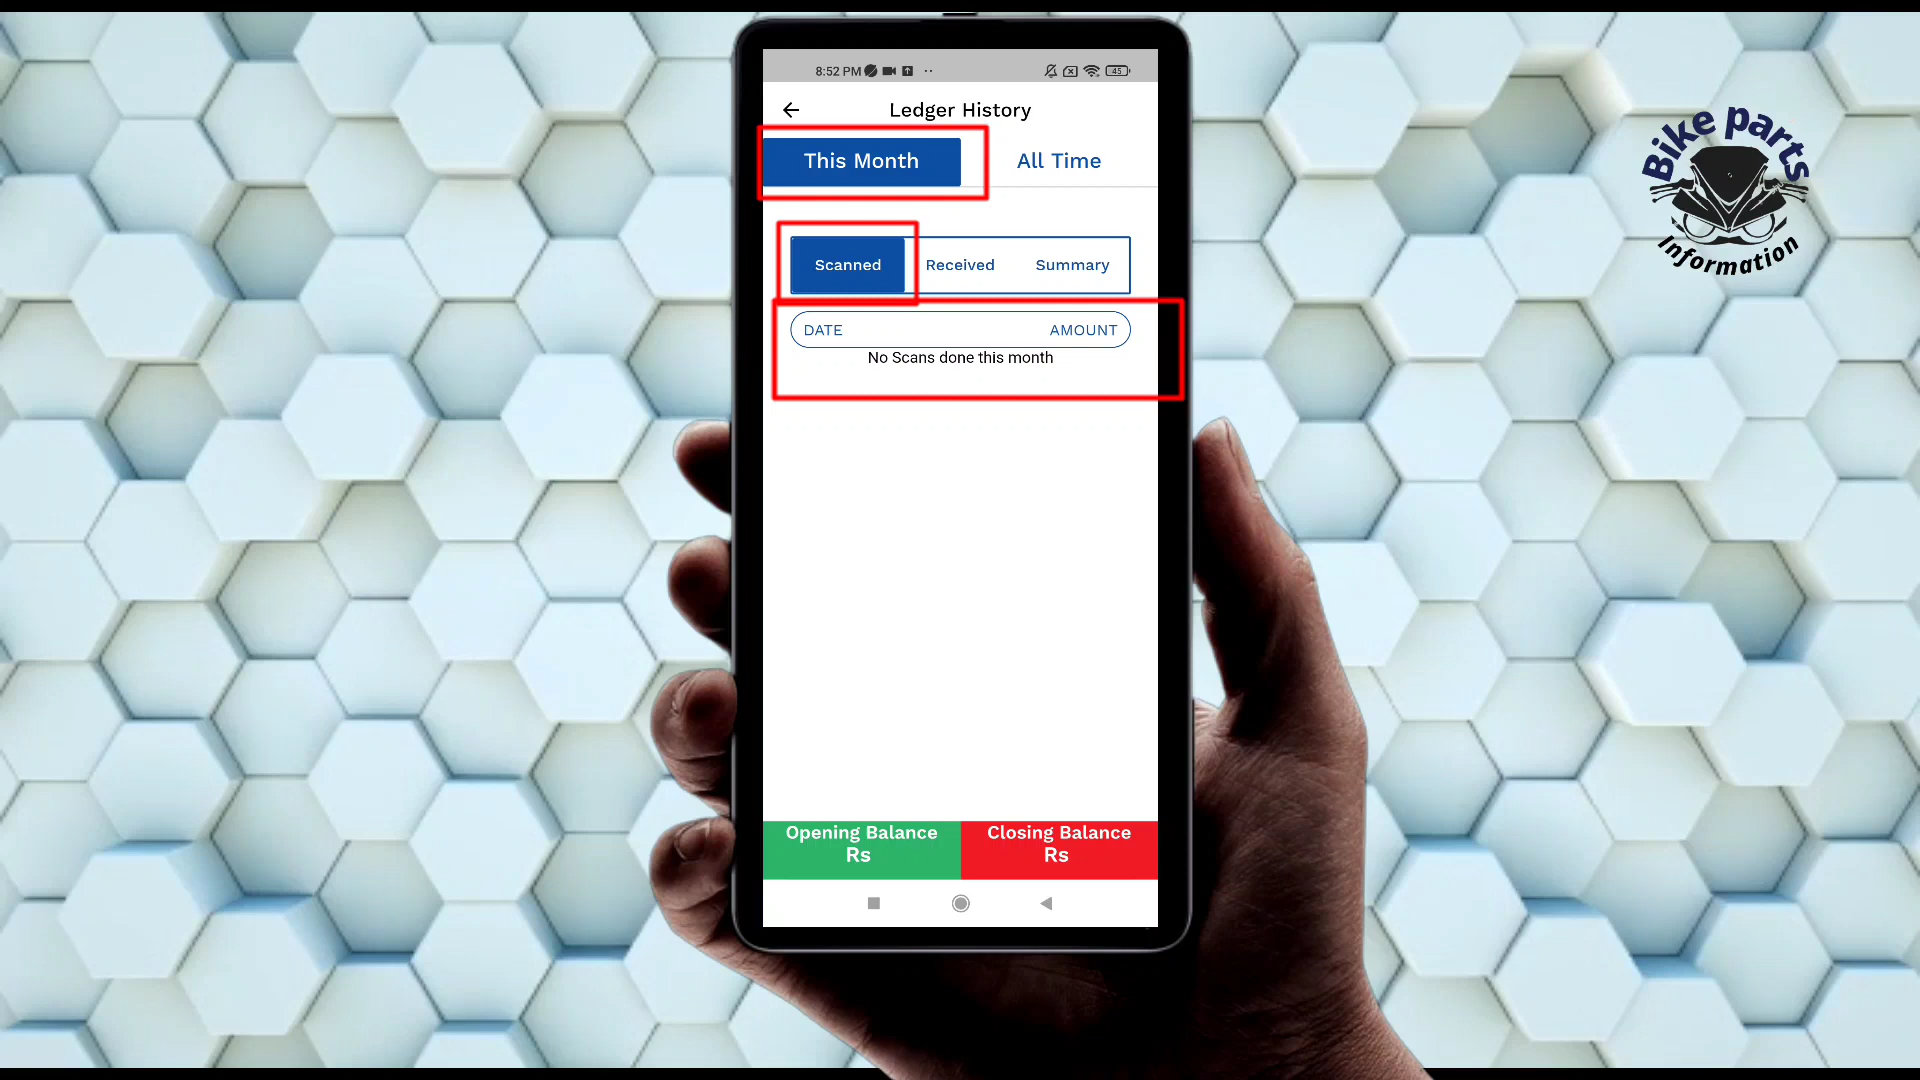 8:52 PM
45
Ledger History
This Month
All Time
Scanned
Received
Summary
DATE
AMOUNT
No Scans done this month
Opening Balance
Rs
Closing Balance
Rs
Bike parts
Information